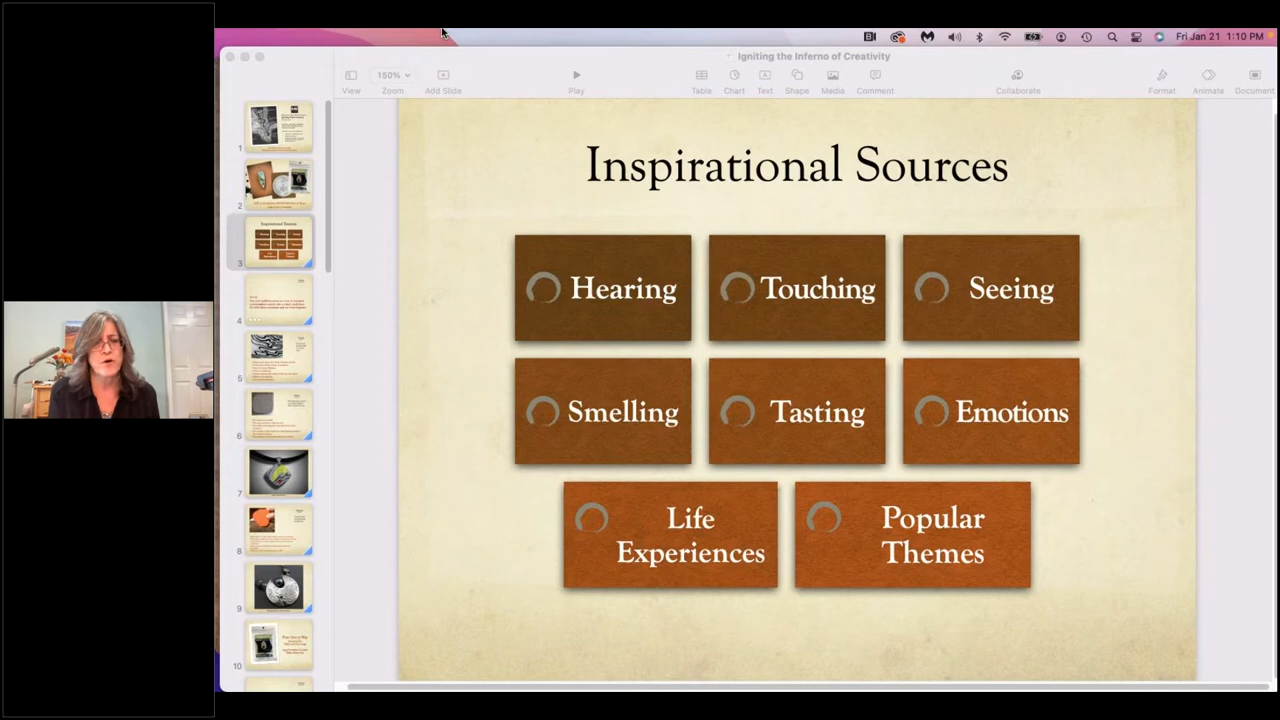 Fri Jan 21 1:10 PM
Igniting the Inferno of Creativity
150%
View
Zoom
Add Slide
Play
Table
Chart
Text
Shape
Media
Comment
Collaborate
Format
Animate
Document
1
2
3
4
5
6
7
8
9
10
Inspirational Sources
Hearing
Touching
Seeing
Smelling
Tasting
Emotions
Life
Experiences
Popular
Themes